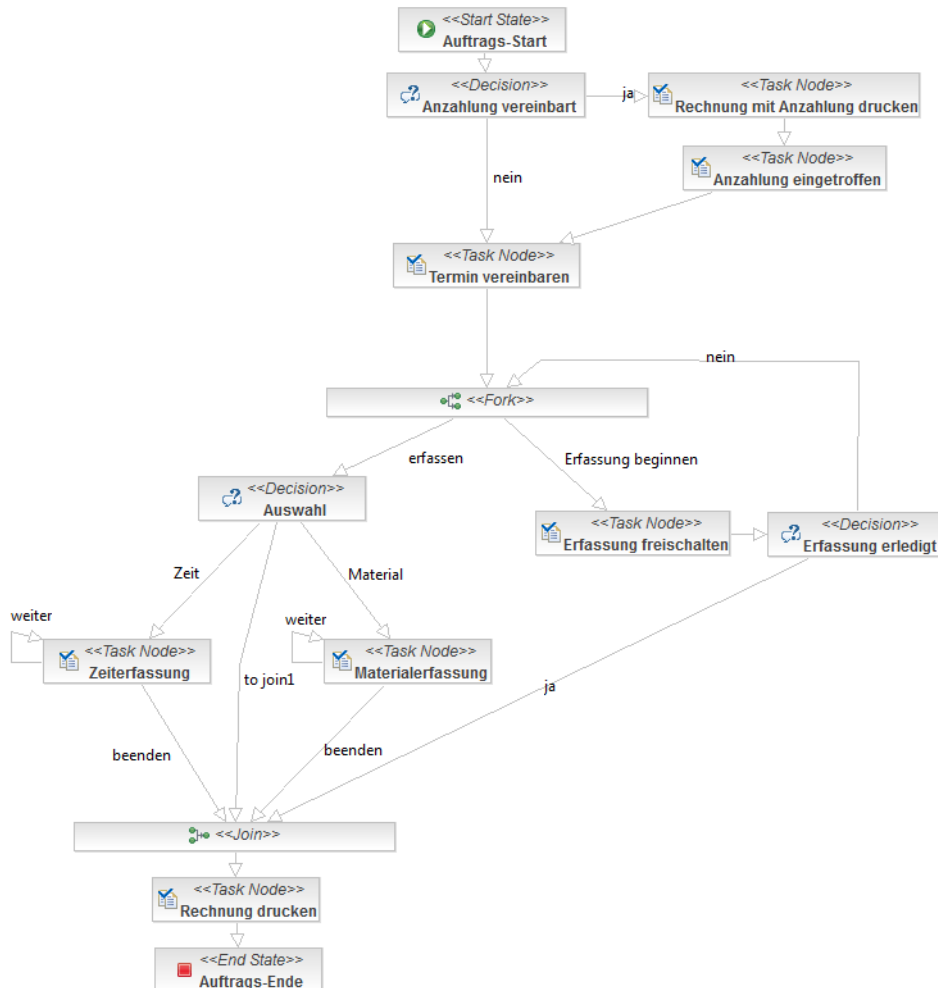 <<Start State>>
Auftrags-Start
<<Decision>>
Anzahlung vereinbart
ja
<<Task Node>>
Rechnung mit Anzahlung drucken
<<Task Node>>
Anzahlung eingetroffen
nein
<<Task Node>>
Termin vereinbaren
nein
<<Fork>>
erfassen
Erfassung beginnen
<<Decision>>
Auswahl
<<Task Node>>
Erfassung freischalten
<<Decision>>
Erfassung erledigt
Zeit
Material
weiter
weiter
<<Task Node>>
Zeiterfassung
<<Task Node>>
Materialerfassung
to join1
ja
beenden
beenden
<<Join>>
<<Task Node>>
Rechnung drucken
<<End State>>
Auftrags-Ende